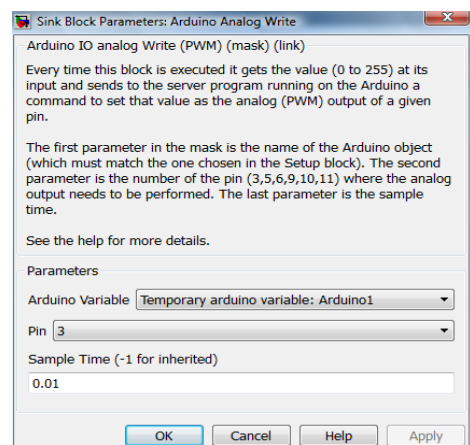 Sink Block Parameters: Arduino Analog Write
Arduino IO analog Write (PWM) (mask) (link)
Every time this block is executed it gets the value (0 to 255) at its
input and sends to the server program running on the Arduino a
command to set that value as the analog (PWM) output of a given
pin.
The first parameter in the mask is the name of the Arduino object
(which must match the one chosen in the Setup block). The second
parameter is the number of the pin (3,5,6,9,10,11) where the analog
output needs to be performed. The last parameter is the sample
time.
See the help for more details.
Parameters
Arduino Variable Temporary arduino variable: Arduino1
Pin 3
Sample Time (-1 for inherited)
0.01
OK Cancel Help Apply